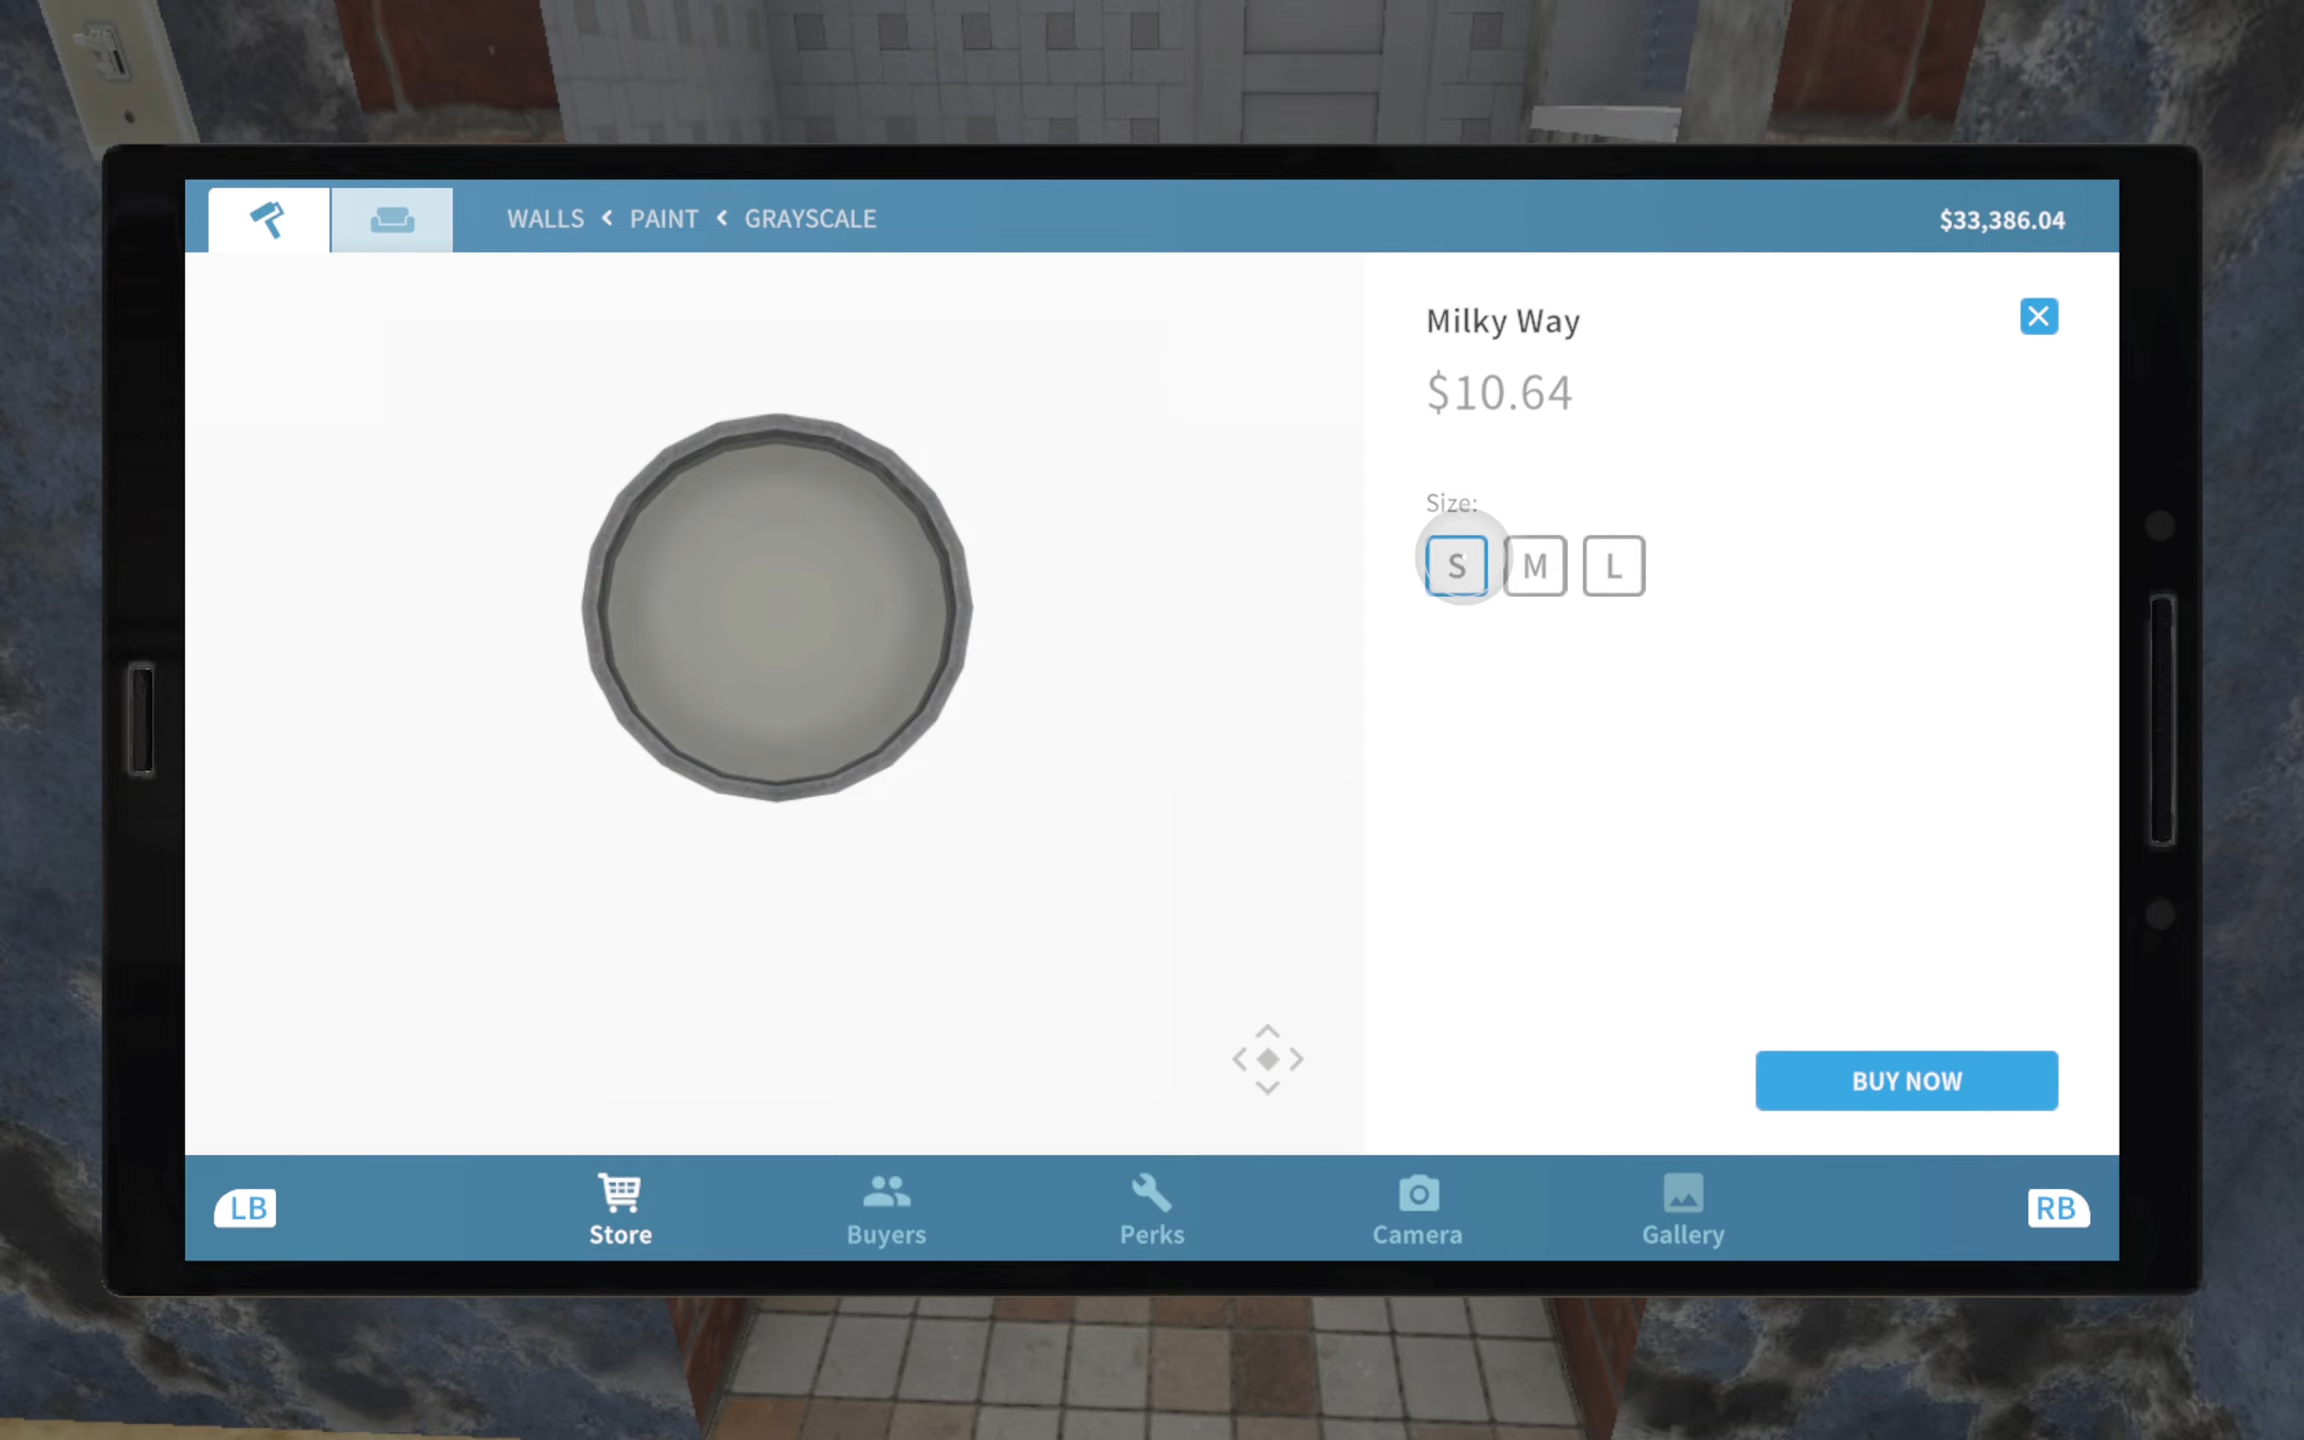 WALLS < PAINT < GRAYSCALE
$33,386.04
Milky Way
$10.64
Size:
S M L
BUY NOW
LB
Store
Buyers
Perks
Camera
Gallery
RB